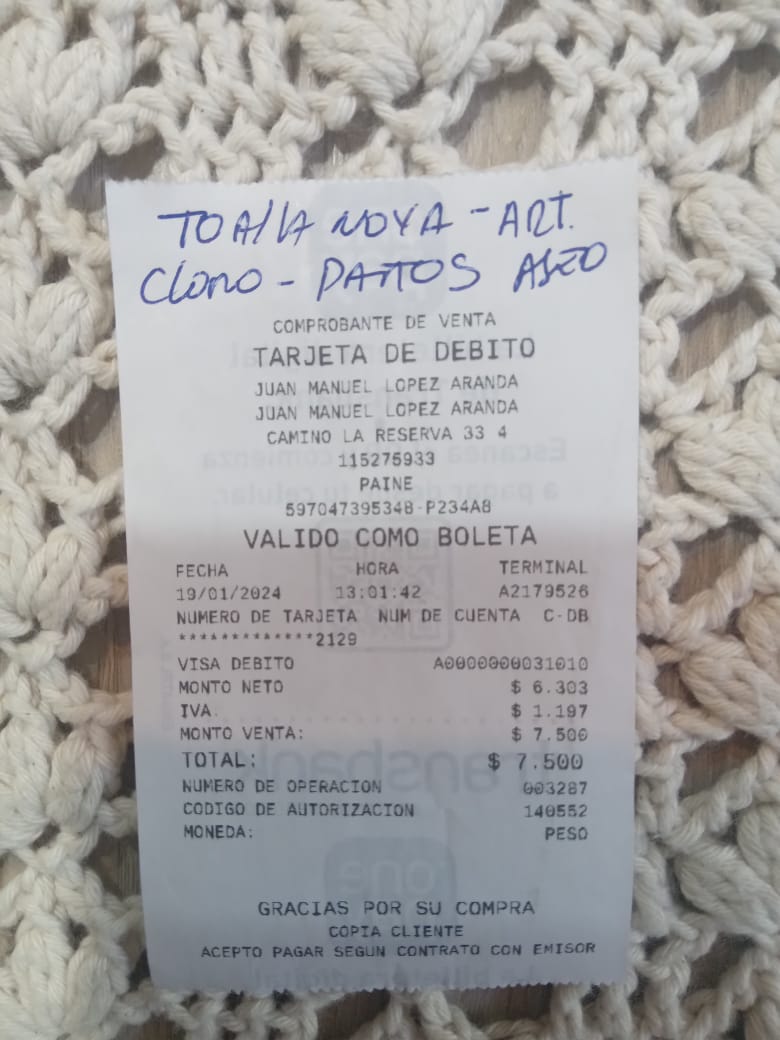 TOALLA NOVA - ART.
CLORO - PAÑOS ASEO
COMPROBANTE DE VENTA
TARJETA DE DEBITO
JUAN MANUEL LOPEZ ARANDA
JUAN MANUEL LOPEZ ARANDA
CAMINO LA RESERVA 33 4
115275933
PAINE
597047395348-P234A8
VALIDO COMO BOLETA
FECHA HORA TERMINAL
19/01/2024 13:01:42 A2179526
NUMERO DE TARJETA NUM DE CUENTA C-DB
*************2129
VISA DEBITO A0000000031010
MONTO NETO $ 6.303
IVA. $ 1.197
MONTO VENTA: $ 7.500
TOTAL: $ 7.500
NUMERO DE OPERACION 003287
CODIGO DE AUTORIZACION 140552
MONEDA: PESO
GRACIAS POR SU COMPRA
COPIA CLIENTE
ACEPTO PAGAR SEGUN CONTRATO CON EMISOR